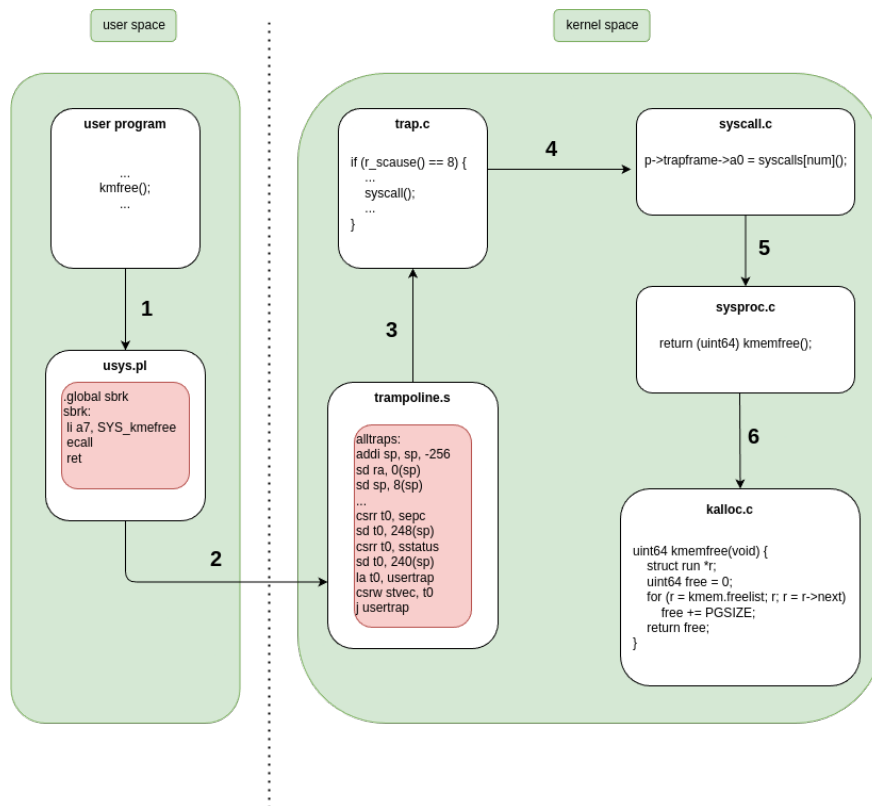 user space
kernel space
user program
...
kmfree();
...
1
usys.pl
.global sbrk
sbrk:
li a7, SYS_kmefree
ecall
ret
2
trampoline.s
alltraps:
addi sp, sp, -256
sd ra, 0(sp)
sd sp, 8(sp)
...
csrr t0, sepc
sd t0, 248(sp)
csrr t0, sstatus
sd t0, 240(sp)
la t0, usertrap
csrw stvec, t0
j usertrap
3
trap.c
if (r_scause() == 8) {
...
syscall();
...
}
4
syscall.c
p->trapframe->a0 = syscalls[num]();
5
sysproc.c
return (uint64) kmemfree();
6
kalloc.c
uint64 kmemfree(void) {
struct run *r;
uint64 free = 0;
for (r = kmem.freelist; r; r = r->next)
free += PGSIZE;
return free;
}